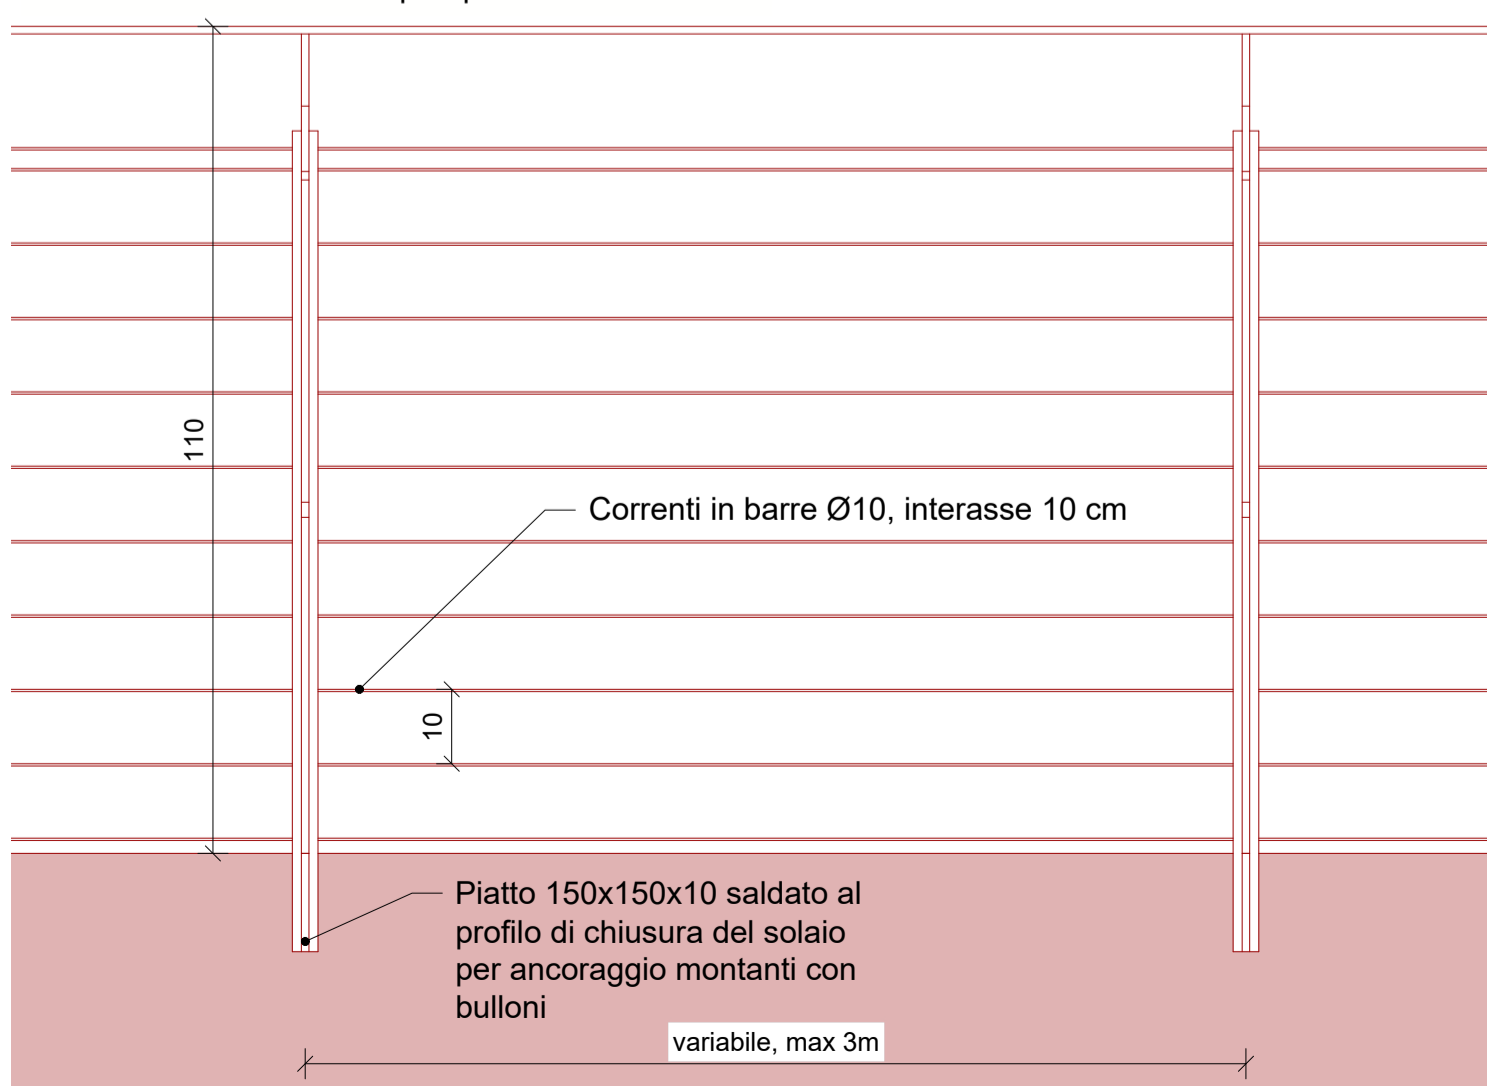 110
Correnti in barre Ø10, interasse 10 cm
10
Piatto 150x150x10 saldato al
profilo di chiusura del solaio
per ancoraggio montanti con
bulloni
variabile, max 3m